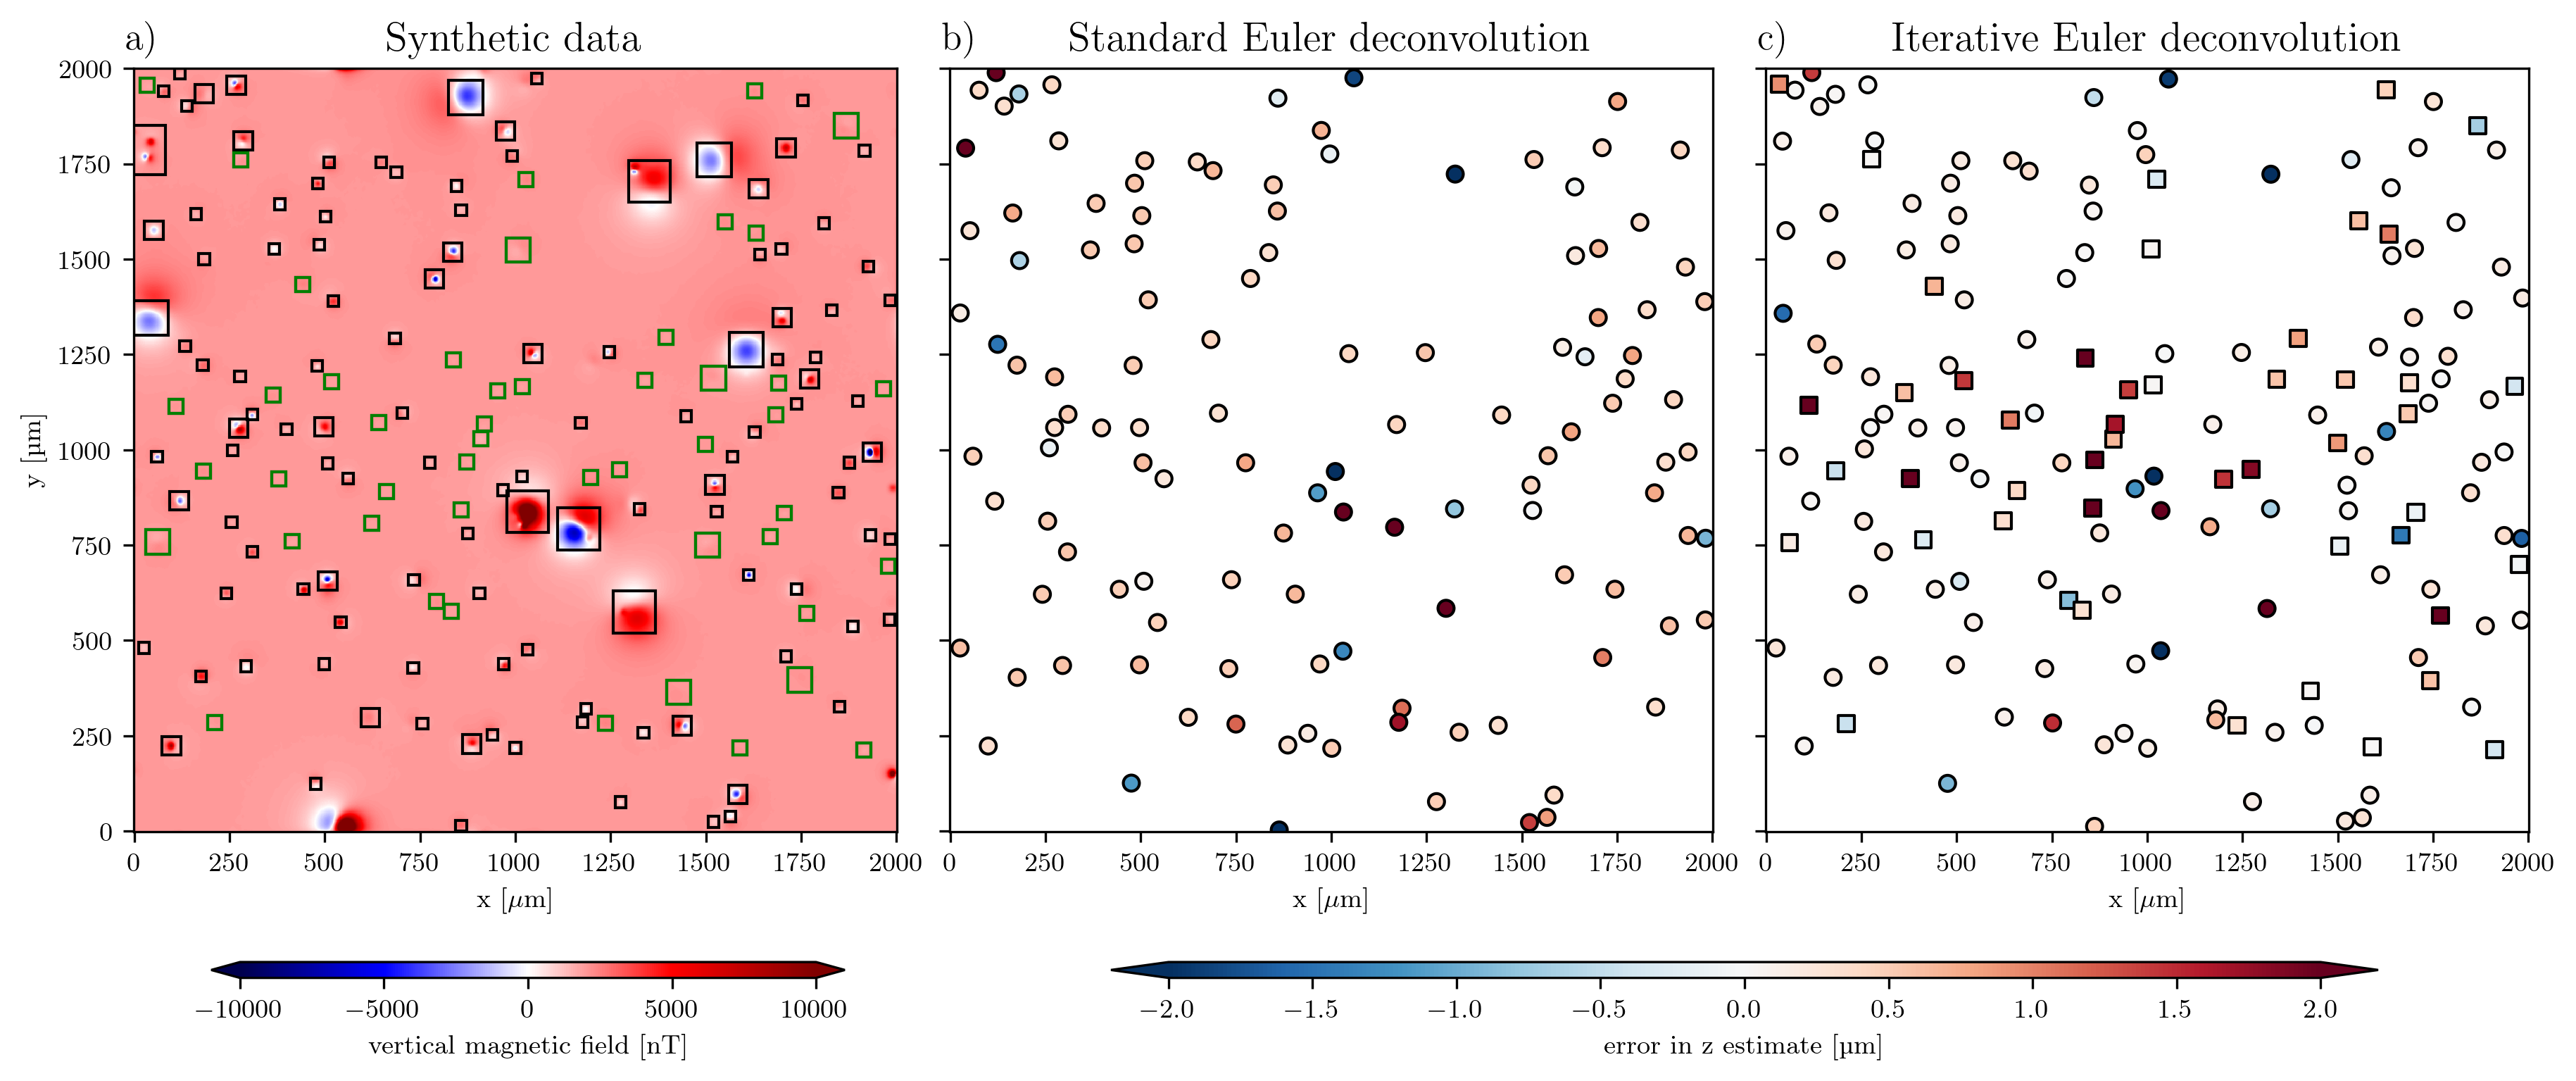 a) Synthetic data
b) Standard Euler deconvolution
c) Iterative Euler deconvolution
2000
1750
1500
1250
1000
750
500
250
0
y [µm]
0 250 500 750 1000 1250 1500 1750 2000
0 250 500 750 1000 1250 1500 1750 2000
0 250 500 750 1000 1250 1500 1750 2000
x [µm]
x [µm]
x [µm]
−10000 −5000 0 5000 10000
vertical magnetic field [nT]
−2.0 −1.5 −1.0 −0.5 0.0 0.5 1.0 1.5 2.0
error in z estimate [µm]